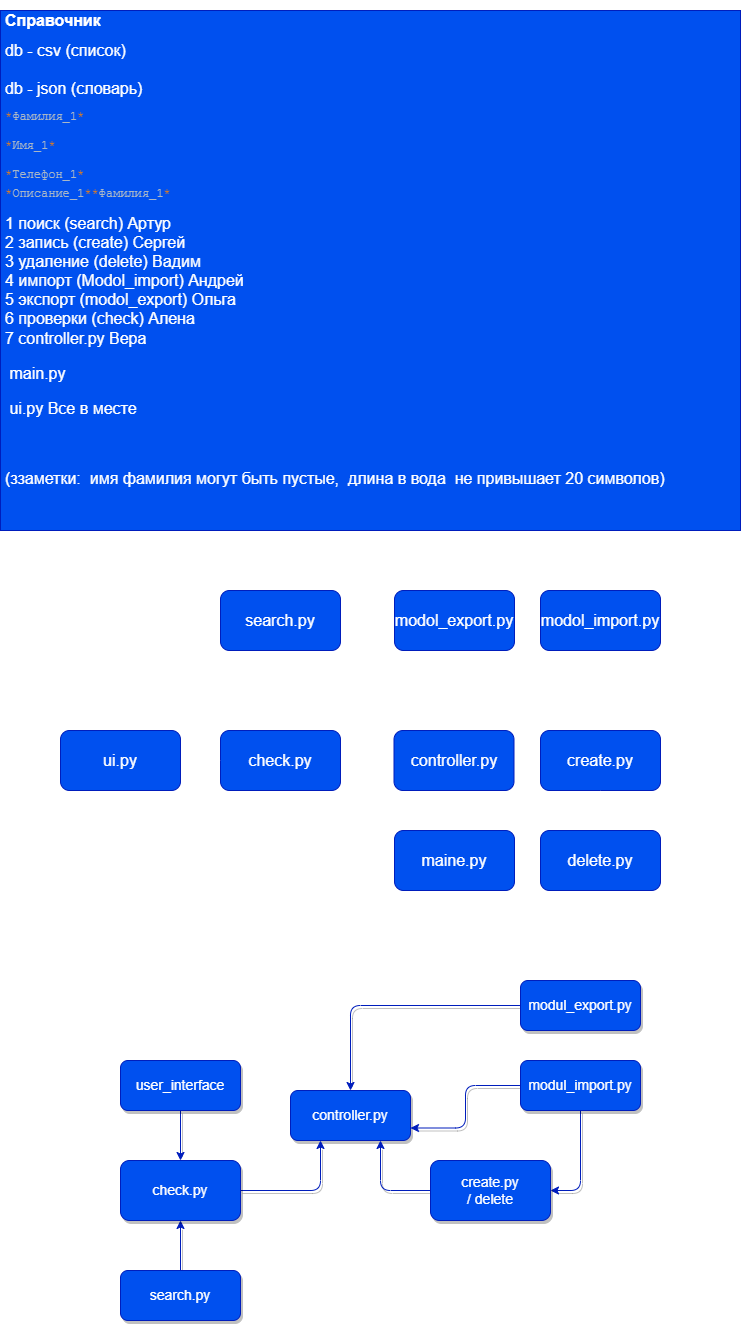 Справочник
db - csv (список)
db - json (словарь)
*Фамилия_1*
*Имя_1*
*Телефон_1*
*Описание_1**Фамилия_1*
1 поиск (search) Артур
2 запись (create) Сергей
3 удаление (delete) Вадим
4 импорт (Modol_import) Андрей
5 экспорт (modol_export) Ольга
6 проверки (check) Алена
7 controller.py Вера
main.py
ui.py Все в месте
(ззаметки:  имя фамилия могут быть пустые,  длина в вода  не привышает 20 символов)
search.py
modol_export.py
modol_import.py
ui.py
check.py
controller.py
create.py
maine.py
delete.py
modul_export.py
user_interface
modul_import.py
controller.py
check.py
create.py
/ delete
search.py